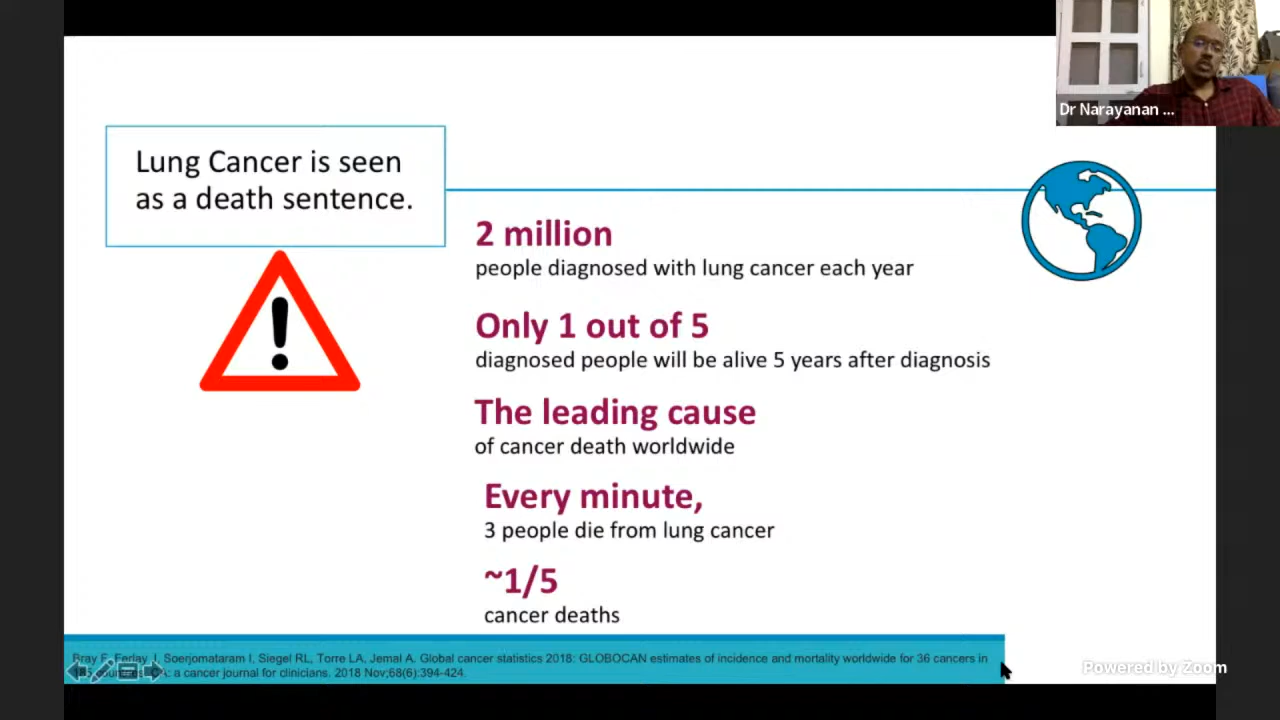 Dr Narayanan ...
Lung Cancer is seen
as a death sentence.
2 million
people diagnosed with lung cancer each year
Only 1 out of 5
diagnosed people will be alive 5 years after diagnosis
The leading cause
of cancer death worldwide
Every minute,
3 people die from lung cancer
~1/5
cancer deaths
Bray F, Ferlay J, Soerjomataram I, Siegel RL, Torre LA, Jemal A. Global cancer statistics 2018: GLOBOCAN estimates of incidence and mortality worldwide for 36 cancers in
a cancer journal for clinicians. 2018 Nov;68(6):394-424.
Powered by Zoom